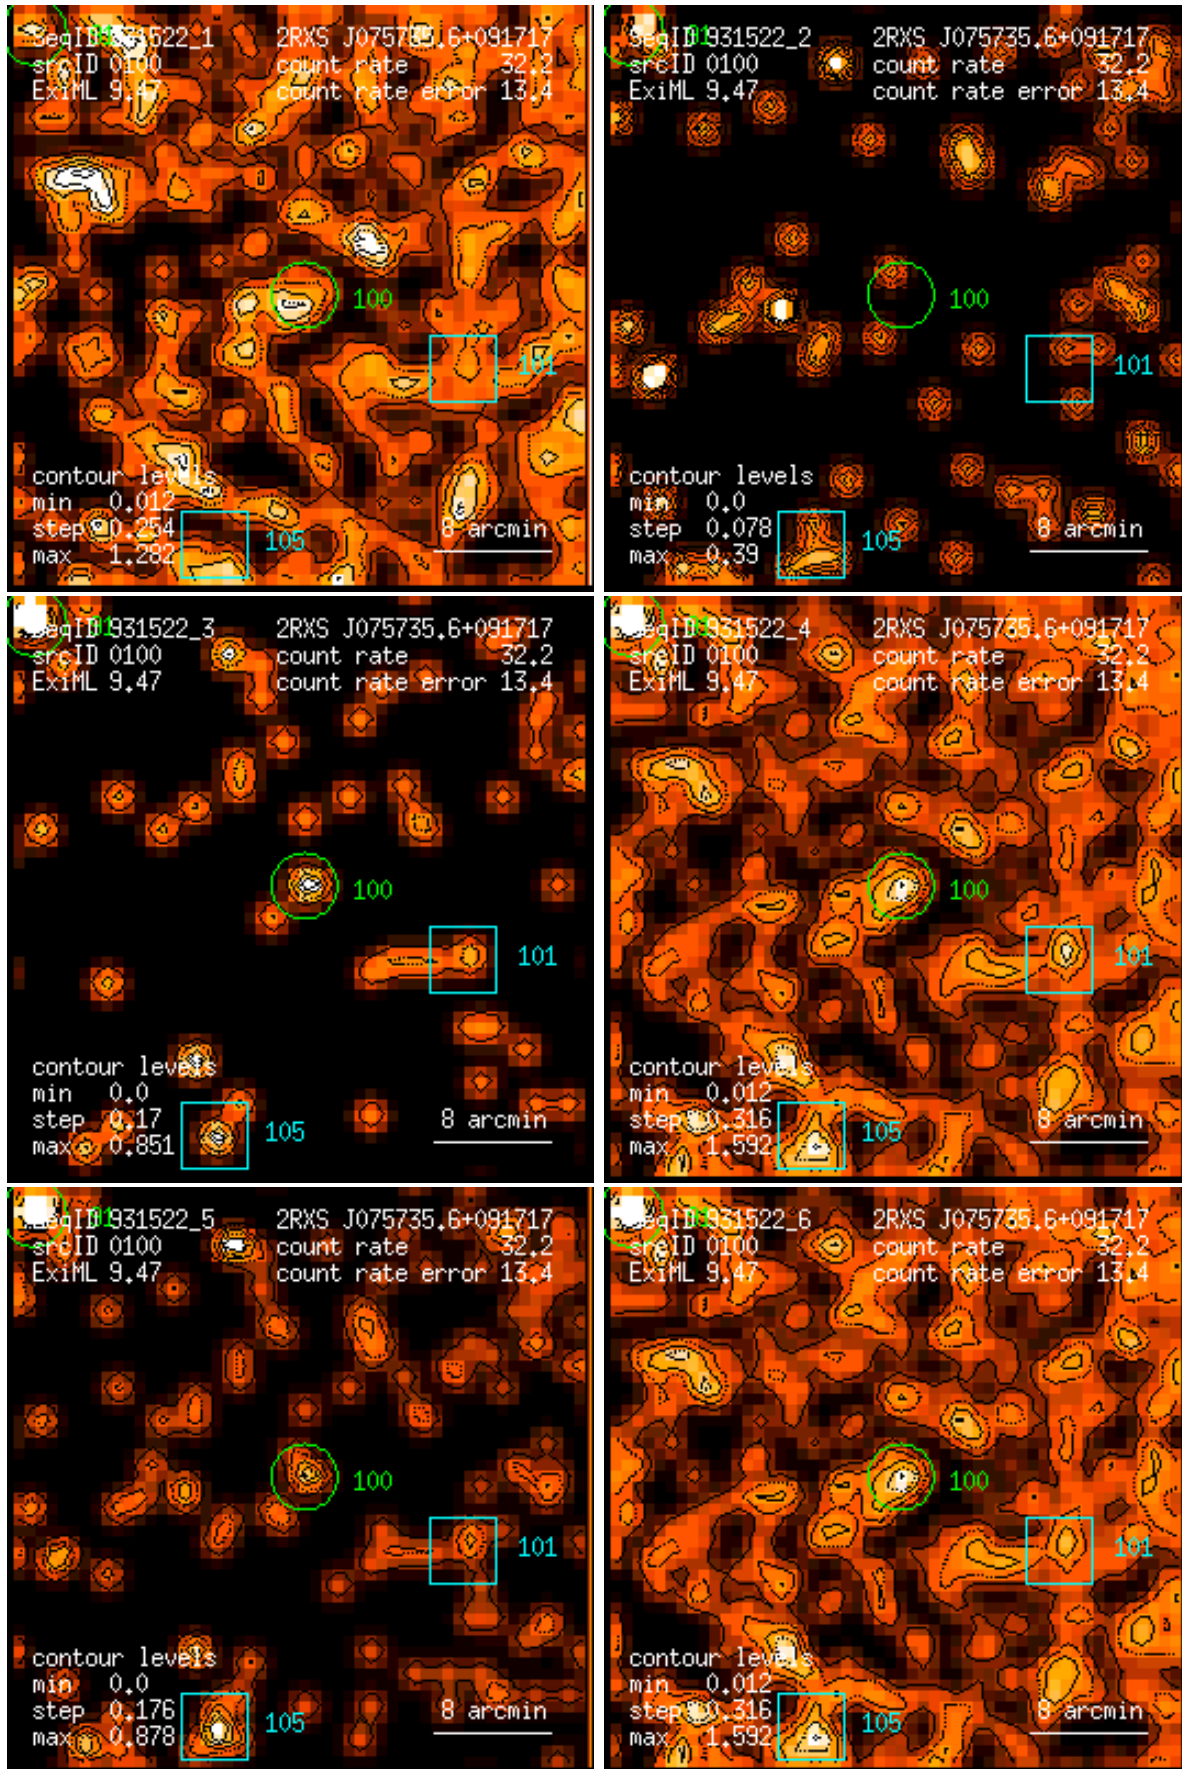 SeqID 931522_1 2RXS J075735.6+091717
srcID 0100 count rate 32.2
ExiML 9.47 count rate error 13.4
100
101
contour levels
min 0.012
step 0.254 8 arcmin
max 1.282 105
SeqID 931522_2 2RXS J075735.6+091717
srcID 0100 count rate 32.2
ExiML 9.47 count rate error 13.4
100
101
contour levels
min 0.0
step 0.078 8 arcmin
max 0.39 105
SeqID 931522_3 2RXS J075735.6+091717
srcID 0100 count rate 32.2
ExiML 9.47 count rate error 13.4
100
101
contour levels
min 0.0
step 0.17 8 arcmin
max 0.851 105
SeqID 931522_4 2RXS J075735.6+091717
srcID 0100 count rate 32.2
ExiML 9.47 count rate error 13.4
100
101
contour levels
min 0.012
step 0.316 8 arcmin
max 1.592 105
SeqID 931522_5 2RXS J075735.6+091717
srcID 0100 count rate 32.2
ExiML 9.47 count rate error 13.4
100
101
contour levels
min 0.0
step 0.176 8 arcmin
max 0.878 105
SeqID 931522_6 2RXS J075735.6+091717
srcID 0100 count rate 32.2
ExiML 9.47 count rate error 13.4
100
101
contour levels
min 0.012
step 0.316 8 arcmin
max 1.592 105